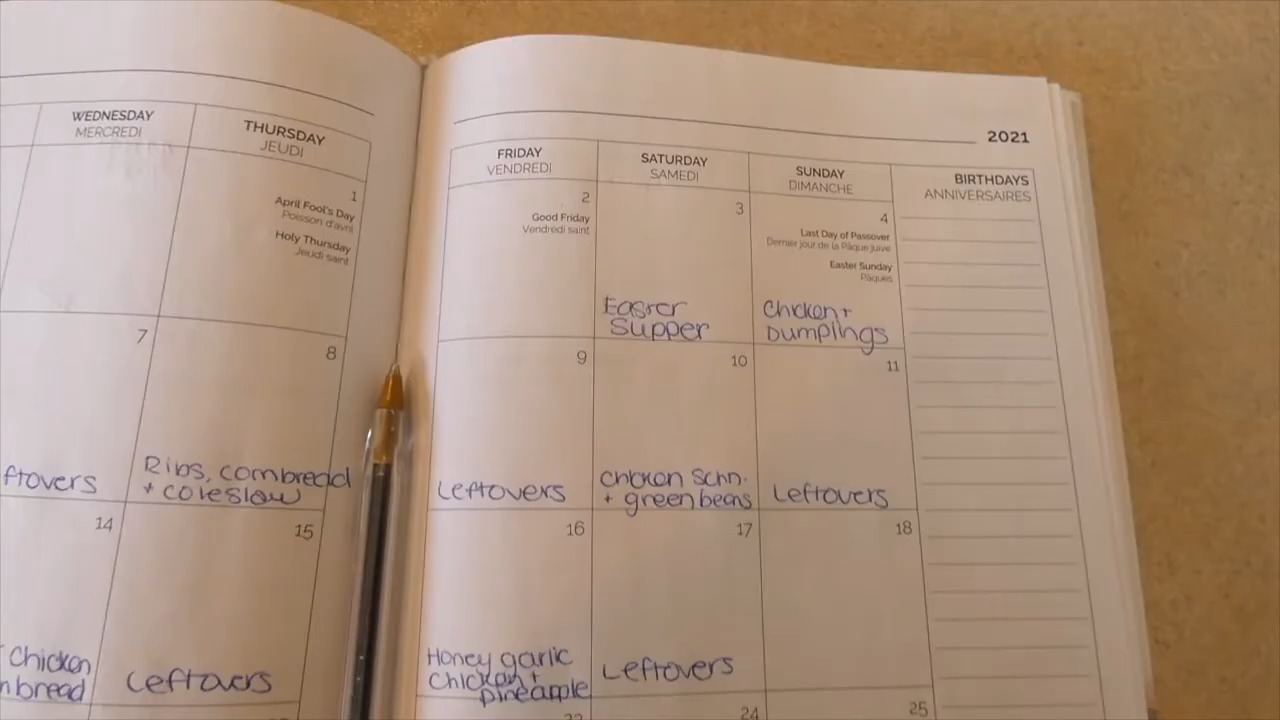 2021
WEDNESDAY
MERCREDI
THURSDAY
JEUDI
FRIDAY
VENDREDI
SATURDAY
SAMEDI
SUNDAY
DIMANCHE
BIRTHDAYS
ANNIVERSAIRES
1
April Fool's Day
Poisson d'avril
Holy Thursday
Jeudi saint
2
Good Friday
Vendredi saint
3
Easter
Supper
4
Last Day of Passover
Dernier jour de la Pâque juive
Easter Sunday
Pâques
Chicken +
Dumplings
7
ftovers
8
Ribs, cornbread
+ coleslaw
9
Leftovers
10
Chicken Schn.
+ green beans
11
Leftovers
14
Chicken
nbread
15
Leftovers
16
Honey garlic
chicken +
pineapple
17
Leftovers
18
24
25